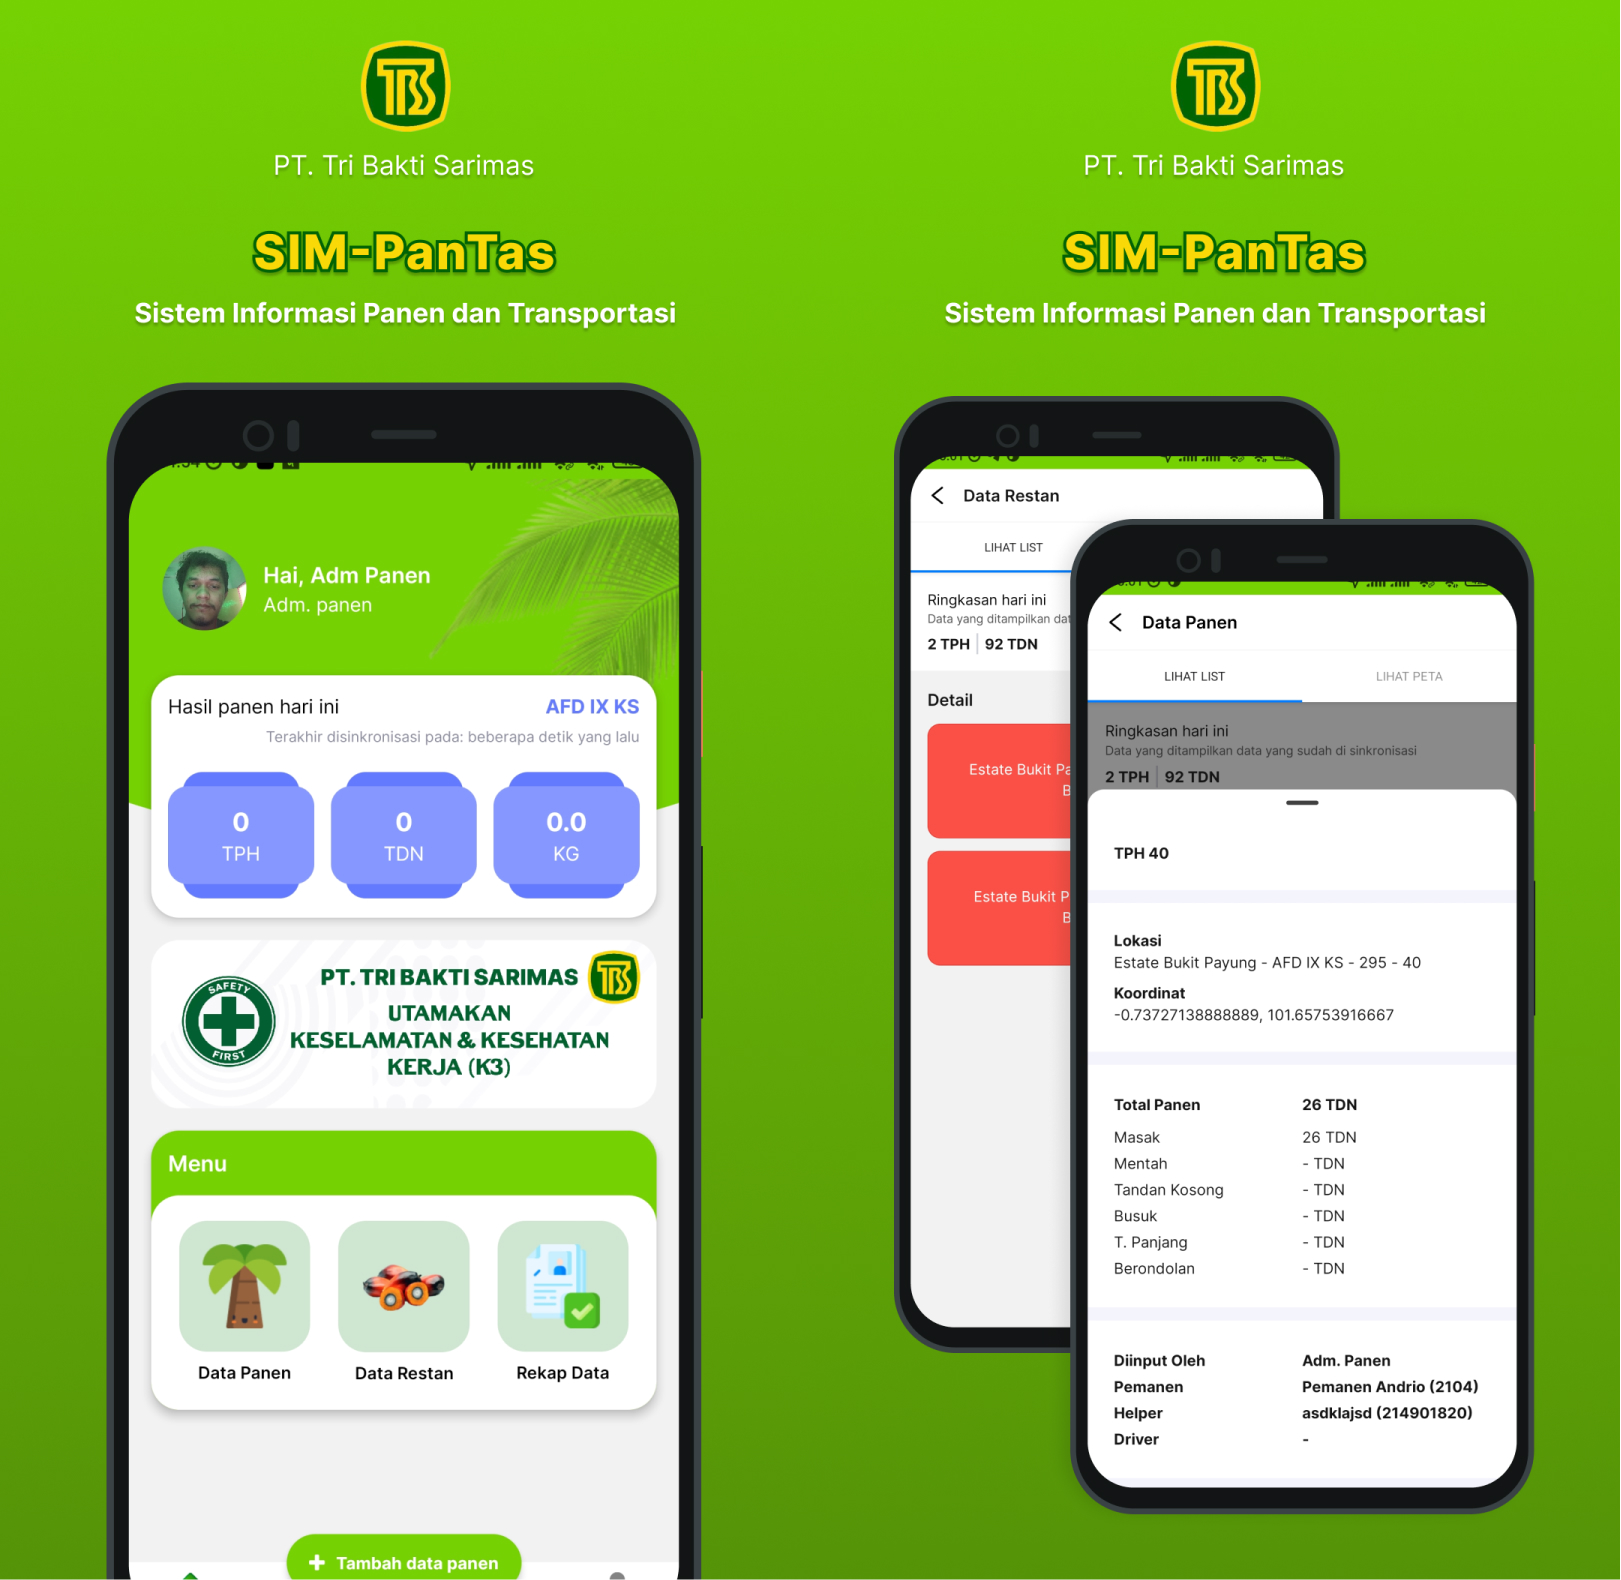 TBS
PT. Tri Bakti Sarimas
SIM-PanTas
Sistem Informasi Panen dan Transportasi
Hai, Adm Panen
Adm. panen
Hasil panen hari ini
AFD IX KS
Terakhir disinkronisasi pada: beberapa detik yang lalu
0
TPH
0
TDN
0.0
KG
SAFETY
FIRST
PT. TRI BAKTI SARIMAS
TBS
UTAMAKAN
KESELAMATAN & KESEHATAN
KERJA (K3)
Menu
Data Panen
Data Restan
Rekap Data
+ Tambah data panen
TBS
PT. Tri Bakti Sarimas
SIM-PanTas
Sistem Informasi Panen dan Transportasi
Data Restan
LIHAT LIST
Ringkasan hari ini
Data yang ditampilkan dat
2 TPH | 92 TDN
Detail
Estate Bukit Pa
B
Estate Bukit P
B
Data Panen
LIHAT LIST
LIHAT PETA
Ringkasan hari ini
Data yang ditampilkan data yang sudah di sinkronisasi
2 TPH | 92 TDN
TPH 40
Lokasi
Estate Bukit Payung - AFD IX KS - 295 - 40
Koordinat
-0.73727138888889, 101.65753916667
Total Panen 26 TDN
Masak 26 TDN
Mentah - TDN
Tandan Kosong - TDN
Busuk - TDN
T. Panjang - TDN
Berondolan - TDN
Diinput Oleh Adm. Panen
Pemanen Pemanen Andrio (2104)
Helper asdklajsd (214901820)
Driver -